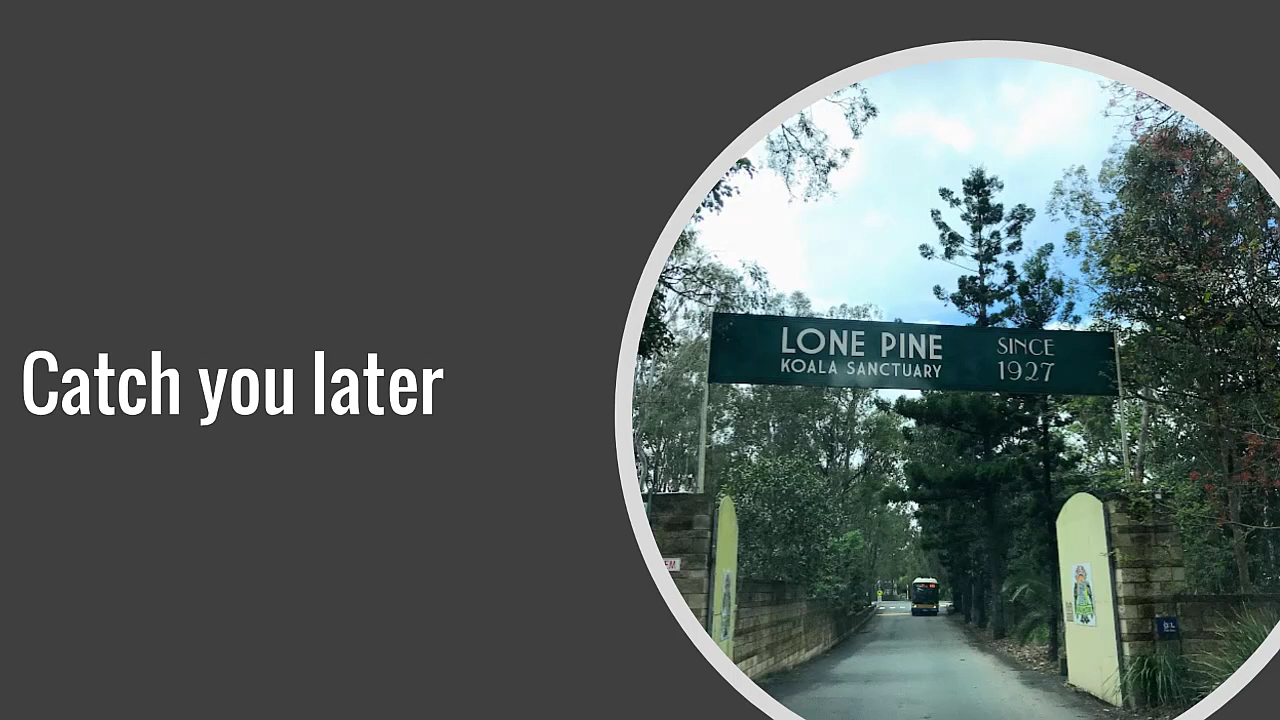 Catch you later
LONE PINE
KOALA SANCTUARY
SINCE
1927